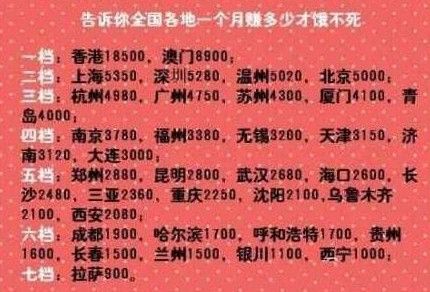 告诉你全国各地一个月赚多少才饿不死
一档：香港18500，澳门8900；
二档：上海5350，深圳5280，温州5020，北京5000；
三档：杭州4980，广州4750，苏州4300，厦门4100，青
岛4000；
四档：南京3780，福州3380，无锡3200，天津3150，济
南3120，大连3000；
五档：郑州2880，昆明2800，武汉2680，海口2600，长
沙2480，三亚2360，重庆2250，沈阳2100,乌鲁木齐
2100，西安2080；
六档：成都1900，哈尔滨1700，呼和浩特1700，贵州
1600，长春1500，兰州1500，银川1100，西宁1000；
七档：拉萨900。